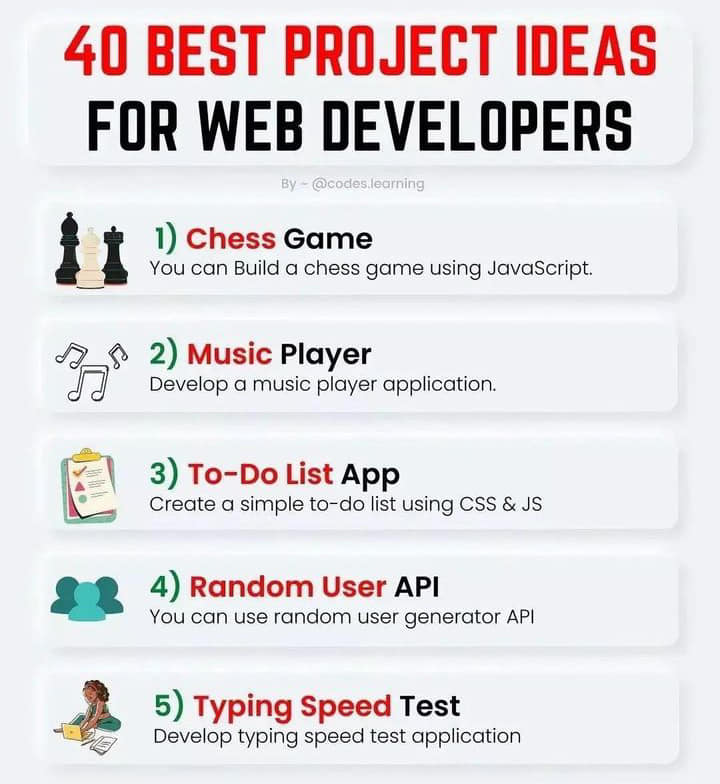 40 BEST PROJECT IDEAS
FOR WEB DEVELOPERS
By ~ @codes.learning
1) Chess Game
You can Build a chess game using JavaScript.
2) Music Player
Develop a music player application.
3) To-Do List App
Create a simple to-do list using CSS & JS
4) Random User API
You can use random user generator API
5) Typing Speed Test
Develop typing speed test application